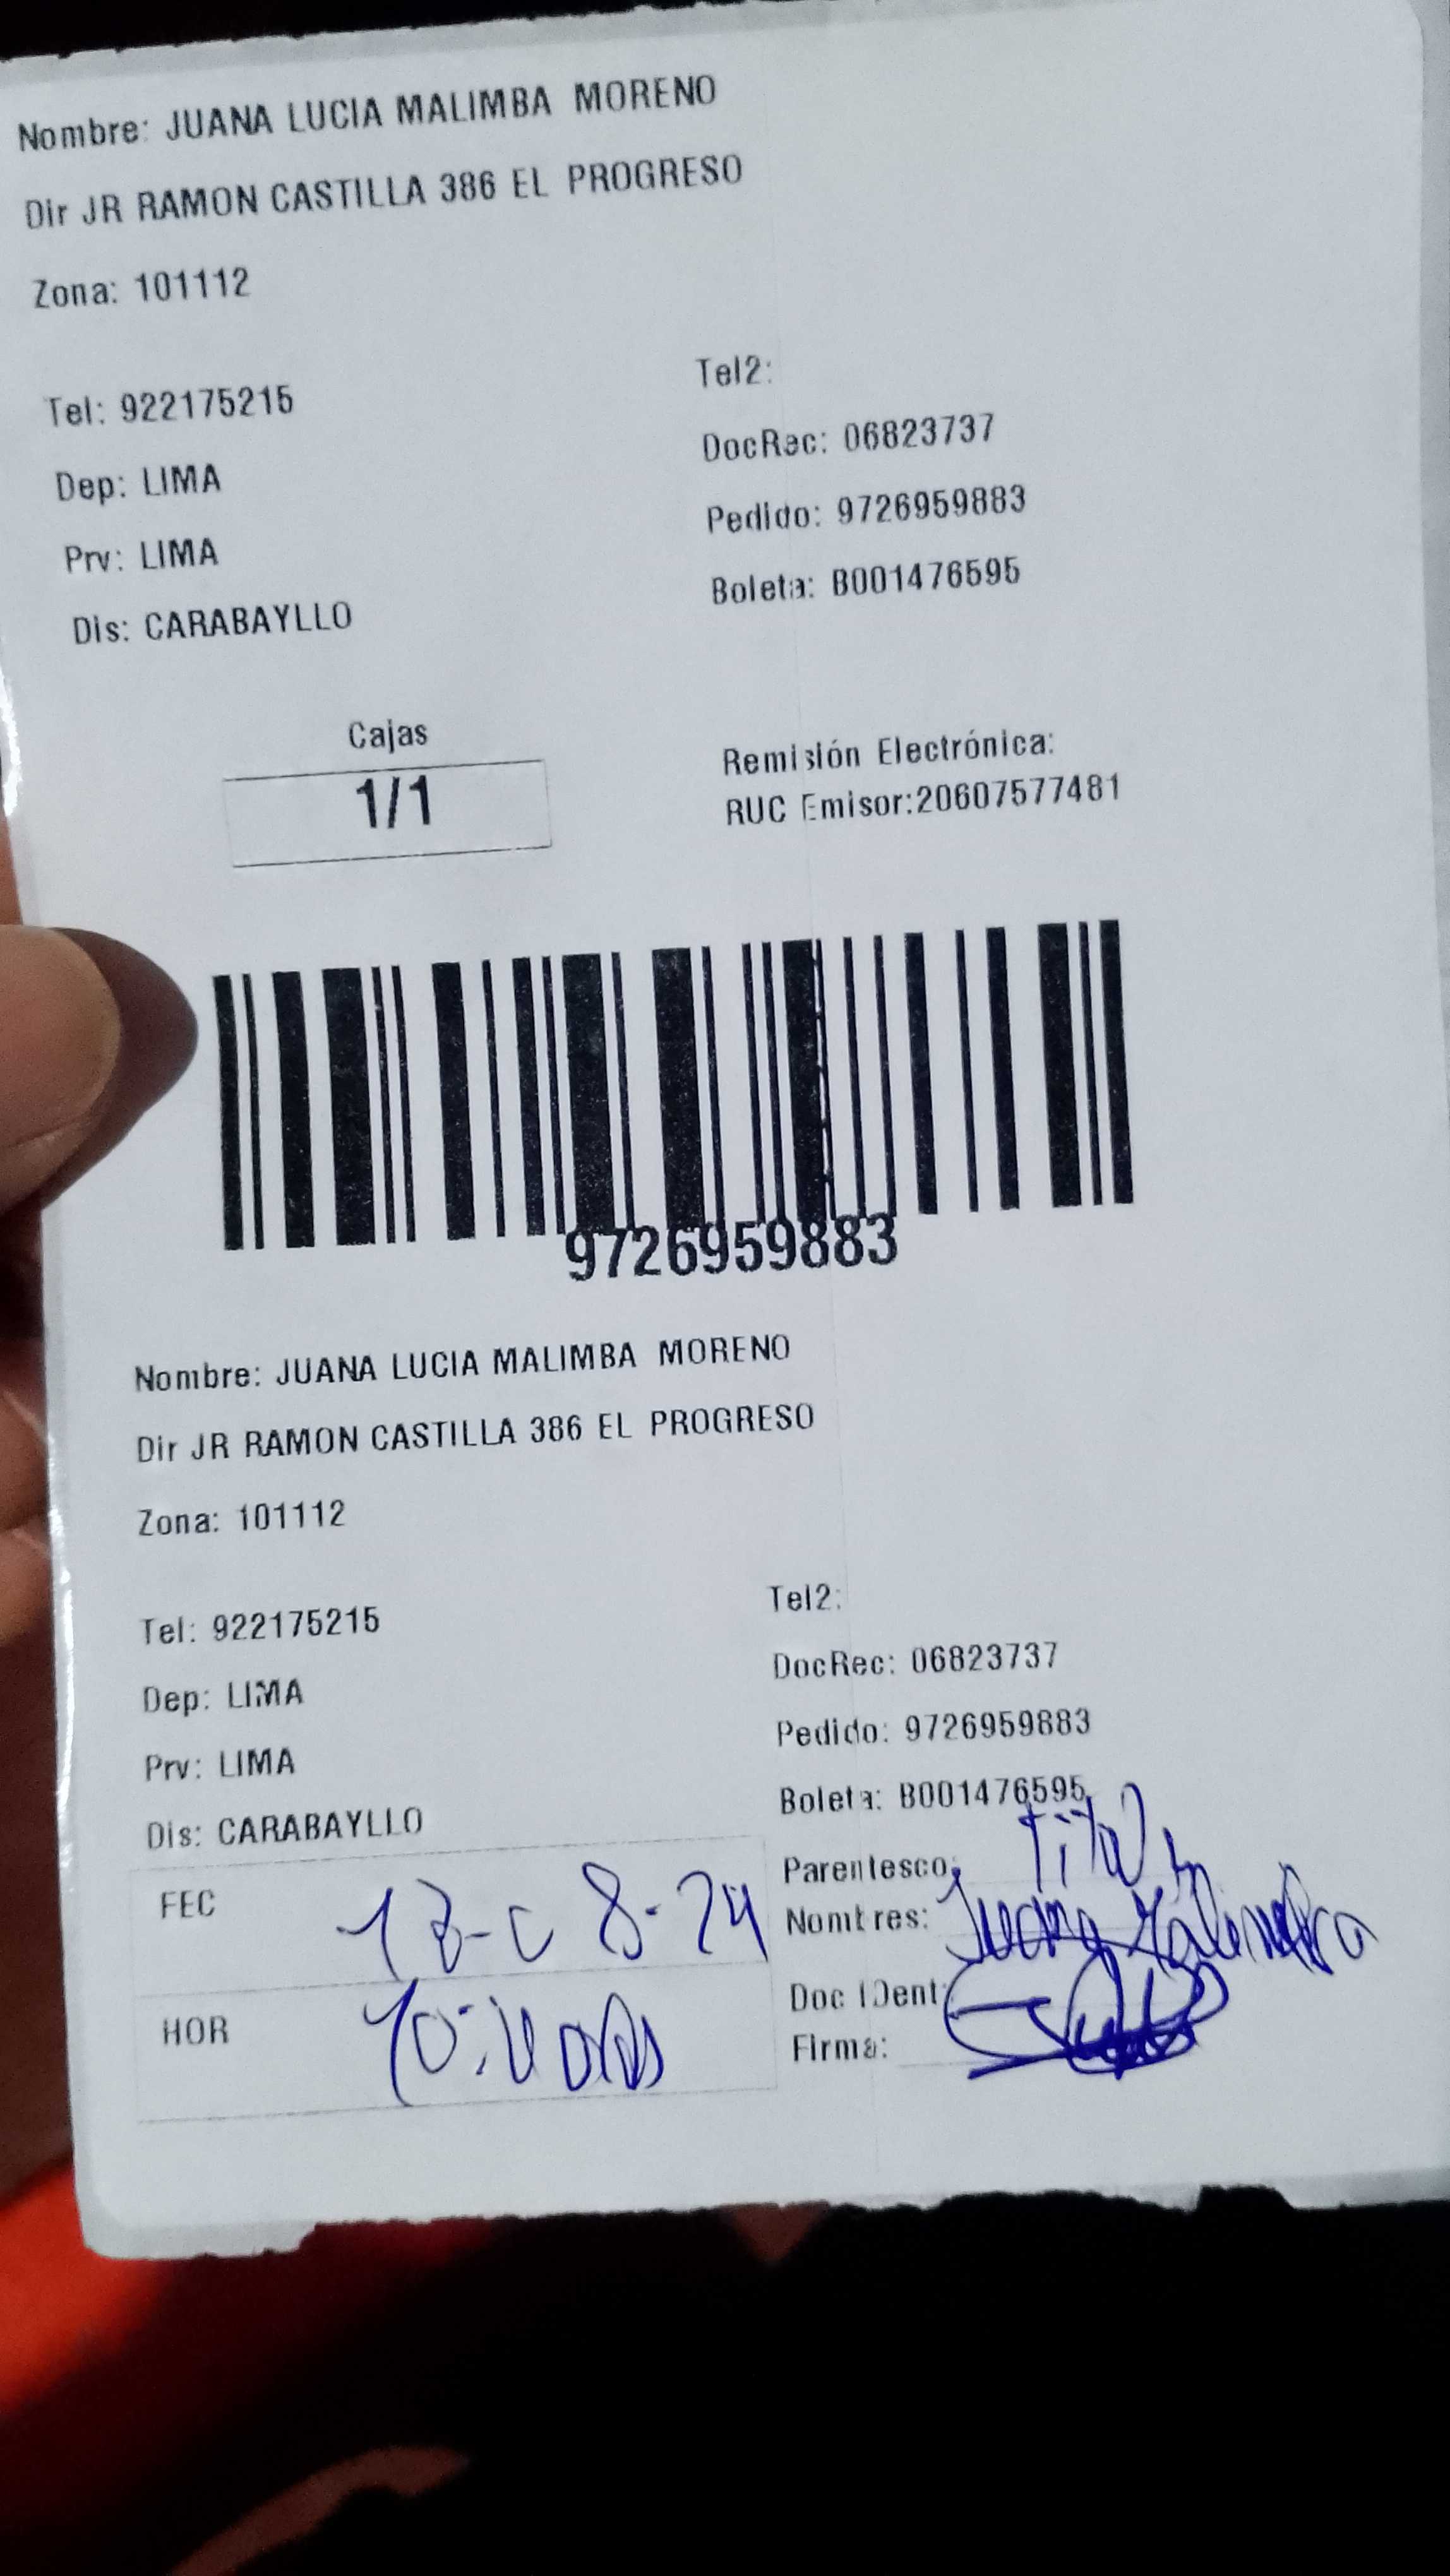 Nombre: JUANA LUCIA MALIMBA MORENO
Dir JR RAMON CASTILLA 386 EL PROGRESO
Zona: 101112
Tel: 922175215
Tel2:
Dep: LIMA
DocRec: 06823737
Prv: LIMA
Pedido: 9726959883
Dis: CARABAYLLO
Boleta: B001476595
Cajas
1/1
Remisión Electrónica:
RUC Emisor:20607577481
9726959883
Nombre: JUANA LUCIA MALIMBA MORENO
Dir JR RAMON CASTILLA 386 EL PROGRESO
Zona: 101112
Tel: 922175215
Tel2:
Dep: LIMA
DocRec: 06823737
Prv: LIMA
Pedido: 9726959883
Dis: CARABAYLLO
Boleta: B001476595
Parentesco:
FEC
Nombres: Juana Malimba
HOR
Doc IDent:
Firma: